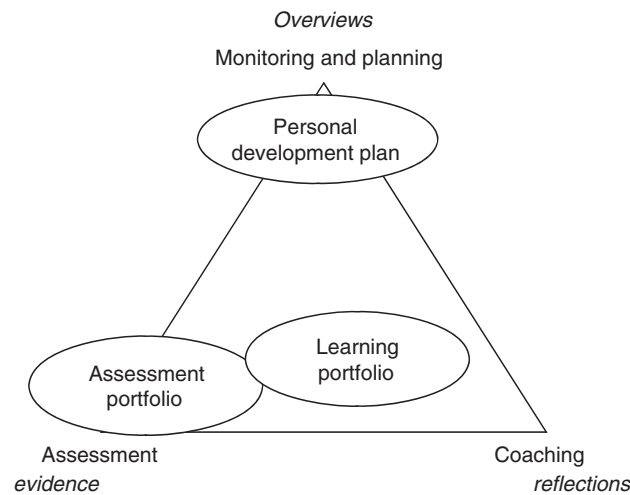 Overviews
Monitoring and planning
Personal
development plan
Learning
portfolio
Assessment
portfolio
Assessment
evidence
Coaching
reflections